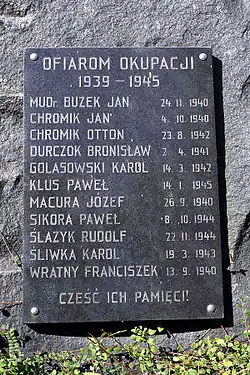 OFIAROM OKUPACJI
1939 – 1945
MUDr BUZEK JAN 24. 11. 1940
CHROMIK JAN 4. 10. 1940
CHROMIK OTTON 23. 8. 1942
DURCZOK BRONISŁAW 2. 4. 1941
GOLASOWSKI KAROL 14. 3. 1942
KLUS PAWEŁ 14. 1. 1945
MACURA JÓZEF 26. 9. 1940
SIKORA PAWEŁ 8. 10. 1944
ŚLAZYK RUDOLF 22. 11. 1944
ŚLIWKA KAROL 19. 3. 1943
WRATNY FRANCISZEK 13. 9. 1940
CZEŚĆ ICH PAMIĘCI!